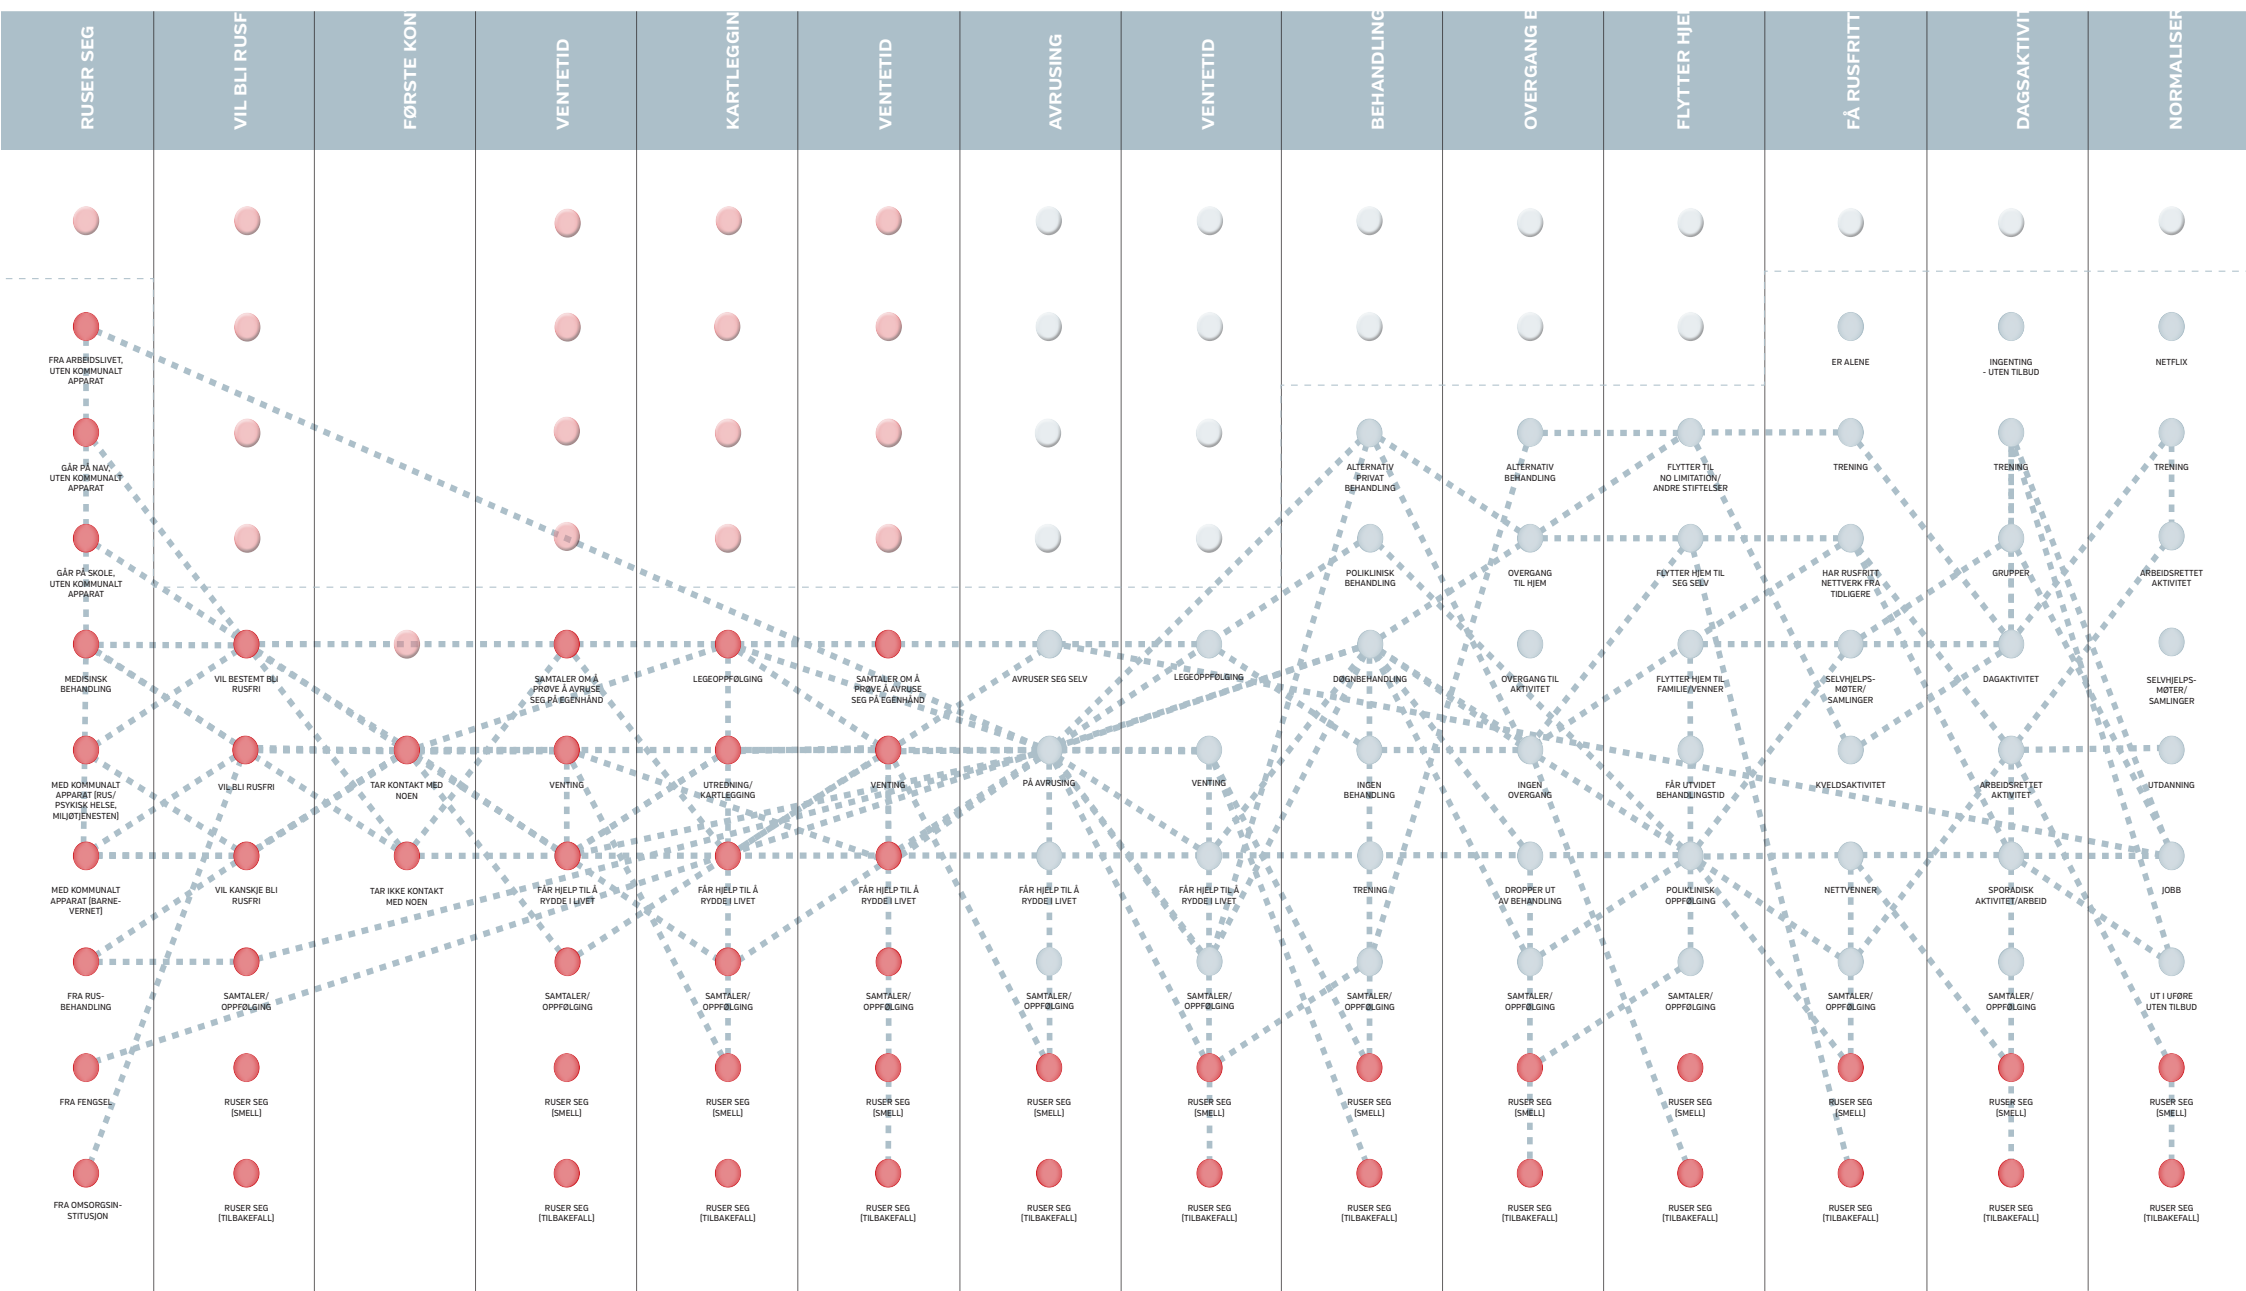 RUSER SEG
VIL BLI RUSF
FØRSTE KON
VENTETID
KARTLEGGIN
VENTETID
AVRUSING
VENTETID
BEHANDLING
OVERGANG
FLYTTER HJE
FÅ RUSFRITT
DAGSAKTIVIT
NORMALISER
FRA ARBEIDSLIVET,
UTEN KOMMUNALT
APPARAT
GÅR PÅ NAV,
UTEN KOMMUNALT
APPARAT
GÅR PÅ SKOLE,
UTEN KOMMUNALT
APPARAT
MEDISINSK
BEHANDLING
MED KOMMUNALT
APPARAT (RUS/
PSYKISK HELSE,
MILJØTJENESTEN)
MED KOMMUNALT
APPARAT (BARNE-
VERNET)
FRA RUS-
BEHANDLING
FRA FENGSEL
FRA OMSORGSIN-
STITUSJON
VIL BESTEMT BLI
RUSFRI
VIL BLI RUSFRI
VIL KANSKJE BLI
RUSFRI
SAMTALER/
OPPFØLGING
RUSER SEG
(SMELL)
RUSER SEG
(TILBAKEFALL)
TAR KONTAKT MED
NOEN
TAR IKKE KONTAKT
MED NOEN
SAMTALER OM Å
PRØVE Å AVRUSE
SEG PÅ EGENHÅND
VENTING
FÅR HJELP TIL Å
RYDDE I LIVET
SAMTALER/
OPPFØLGING
RUSER SEG
(SMELL)
RUSER SEG
(TILBAKEFALL)
LEGEOPPFØLGING
UTREDNING/
KARTLEGGING
FÅR HJELP TIL Å
RYDDE I LIVET
SAMTALER/
OPPFØLGING
RUSER SEG
(SMELL)
RUSER SEG
(TILBAKEFALL)
SAMTALER OM Å
PRØVE Å AVRUSE
SEG PÅ EGENHÅND
VENTING
FÅR HJELP TIL Å
RYDDE I LIVET
SAMTALER/
OPPFØLGING
RUSER SEG
(SMELL)
RUSER SEG
(TILBAKEFALL)
AVRUSER SEG SELV
PÅ AVRUSING
FÅR HJELP TIL Å
RYDDE I LIVET
SAMTALER/
OPPFØLGING
RUSER SEG
(SMELL)
RUSER SEG
(TILBAKEFALL)
LEGEOPPFØLGING
VENTING
FÅR HJELP TIL Å
RYDDE I LIVET
SAMTALER/
OPPFØLGING
RUSER SEG
(SMELL)
RUSER SEG
(TILBAKEFALL)
ALTERNATIV
PRIVAT
BEHANDLING
POLIKLINISK
BEHANDLING
DØGNBEHANDLING
INGEN
BEHANDLING
TRENING
SAMTALER/
OPPFØLGING
RUSER SEG
(SMELL)
RUSER SEG
(TILBAKEFALL)
ALTERNATIV
BEHANDLING
OVERGANG
TIL HJEM
OVERGANG TIL
AKTIVITET
INGEN
OVERGANG
DROPPER UT
AV BEHANDLING
SAMTALER/
OPPFØLGING
RUSER SEG
(SMELL)
RUSER SEG
(TILBAKEFALL)
FLYTTER TIL
NO LIMITATION/
ANDRE STIFTELSER
FLYTTER HJEM TIL
SEG SELV
FLYTTER HJEM TIL
FAMILIE/VENNER
FÅR UTVIDET
BEHANDLINGSTID
POLIKLINISK
OPPFØLGING
SAMTALER/
OPPFØLGING
RUSER SEG
(SMELL)
RUSER SEG
(TILBAKEFALL)
ER ALENE
TRENING
HAR RUSFRITT
NETTVERK FRA
TIDLIGERE
SELVHJELPS-
MØTER/
SAMLINGER
KVELDSAKTIVITET
NETTVENNER
SAMTALER/
OPPFØLGING
RUSER SEG
(SMELL)
RUSER SEG
(TILBAKEFALL)
INGENTING
- UTEN TILBUD
TRENING
GRUPPER
DAGAKTIVITET
ARBEIDSRETTET
AKTIVITET
SPORADISK
AKTIVITET/ARBEID
SAMTALER/
OPPFØLGING
RUSER SEG
(SMELL)
RUSER SEG
(TILBAKEFALL)
NETFLIX
TRENING
ARBEIDSRETTET
AKTIVITET
SELVHJELPS-
MØTER/
SAMLINGER
UTDANNING
JOBB
UT I UFØRE
UTEN TILBUD
RUSER SEG
(SMELL)
RUSER SEG
(TILBAKEFALL)